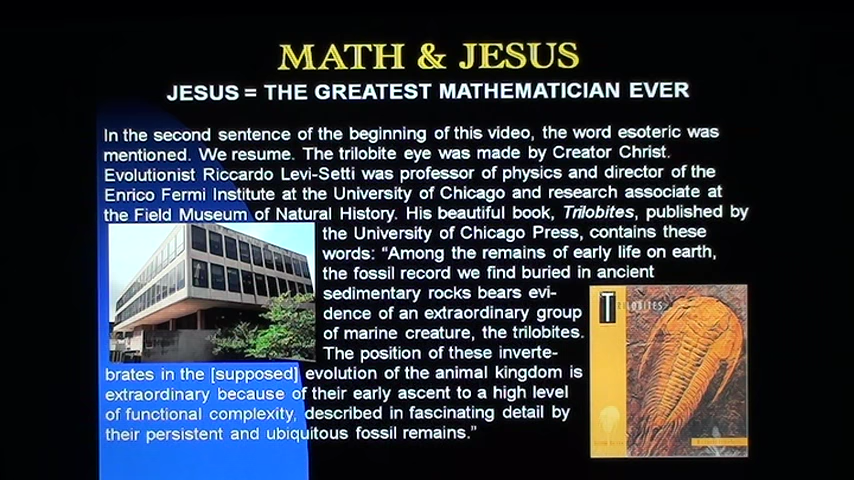 MATH & JESUS
JESUS = THE GREATEST MATHEMATICIAN EVER
In the second sentence of the beginning of this video, the word esoteric was
mentioned. We resume. The trilobite eye was made by Creator Christ.
Evolutionist Riccardo Levi-Setti was professor of physics and director of the
Enrico Fermi Institute at the University of Chicago and research associate at
the Field Museum of Natural History. His beautiful book, Trilobites, published by
the University of Chicago Press, contains these
words: “Among the remains of early life on earth,
the fossil record we find buried in ancient
sedimentary rocks bears evi-
dence of an extraordinary group
of marine creature, the trilobites.
The position of these inverte-
brates in the [supposed] evolution of the animal kingdom is
extraordinary because of their early ascent to a high level
of functional complexity, described in fascinating detail by
their persistent and ubiquitous fossil remains.”
TRILOBITES